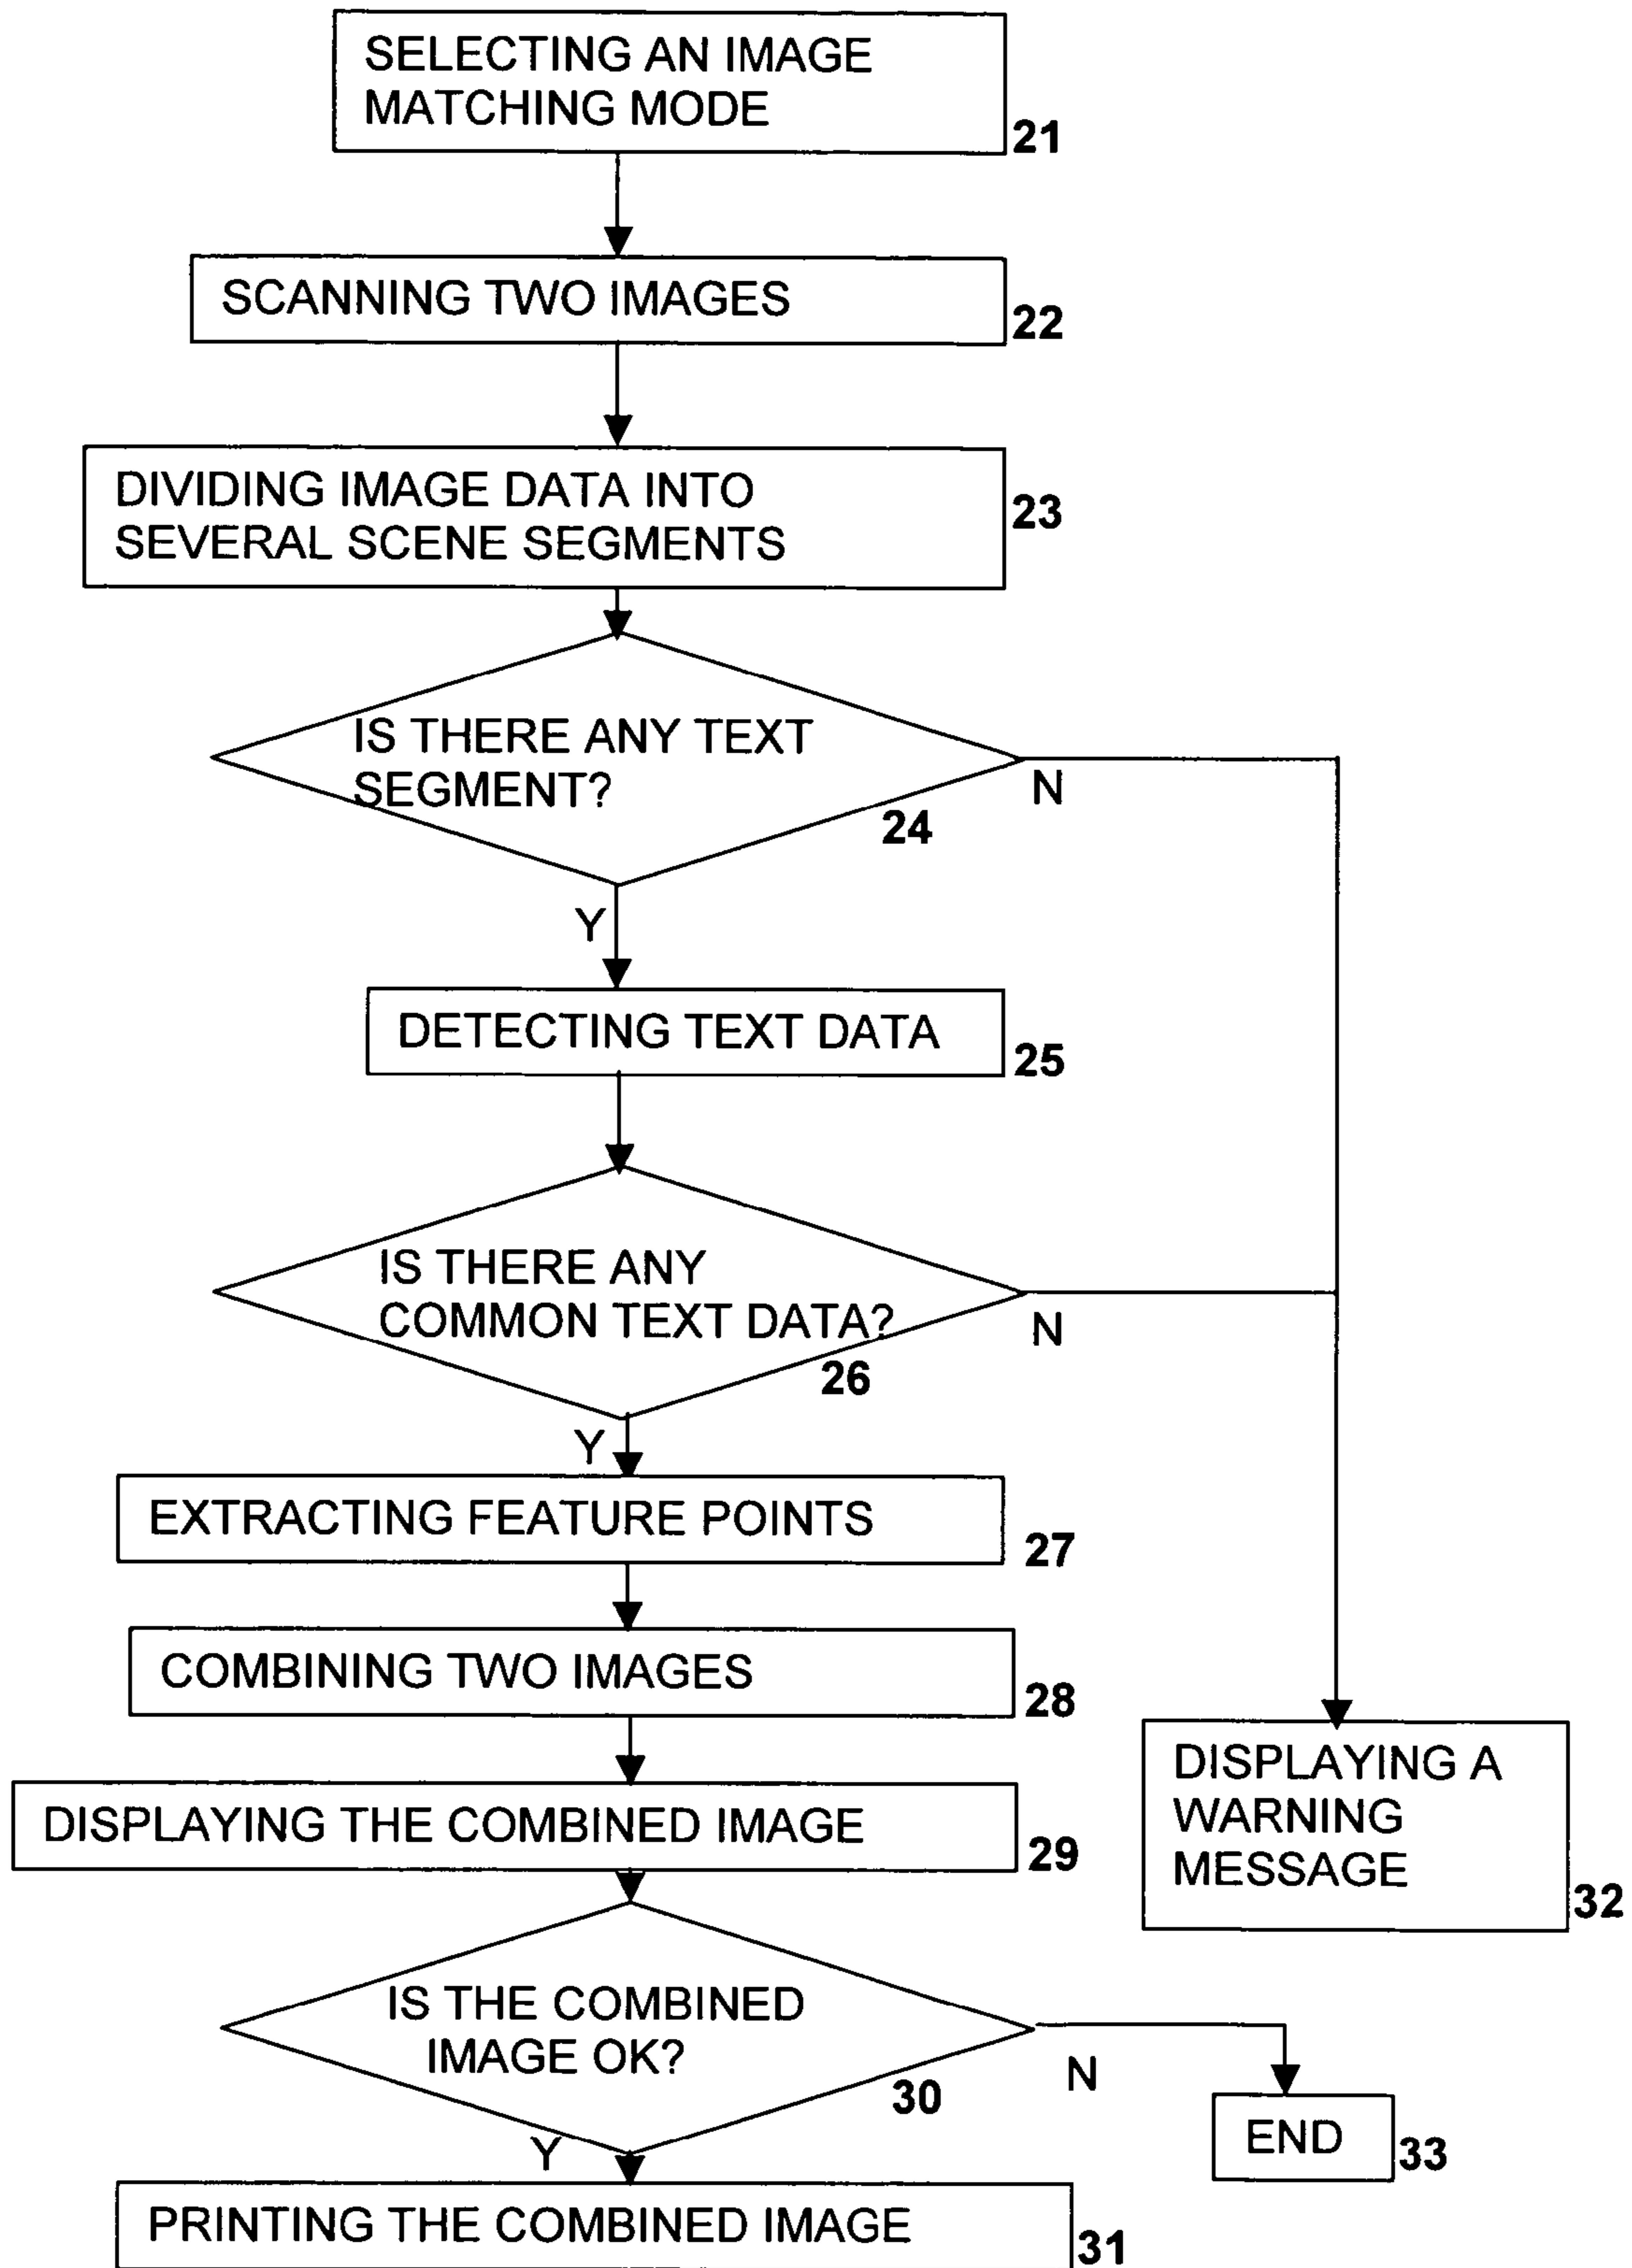 SELECTING AN IMAGE
MATCHING MODE
21
SCANNING TWO IMAGES
22
DIVIDING IMAGE DATA INTO
SEVERAL SCENE SEGMENTS
23
IS THERE ANY TEXT
SEGMENT?
N
24
Y
DETECTING TEXT DATA
25
IS THERE ANY
COMMON TEXT DATA?
N
26
Y
EXTRACTING FEATURE POINTS
27
COMBINING TWO IMAGES
28
DISPLAYING THE COMBINED IMAGE
29
DISPLAYING A
WARNING
MESSAGE
32
IS THE COMBINED
IMAGE OK?
N
30
END
33
Y
PRINTING THE COMBINED IMAGE
31